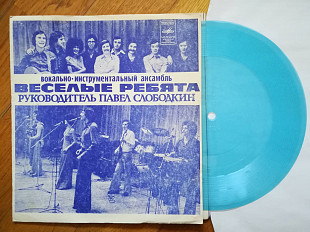 вокально-инструментальный ансамбль
ВЕСЕЛЫЕ РЕБЯТА
РУКОВОДИТЕЛЬ ПАВЕЛ СЛОБОДКИН